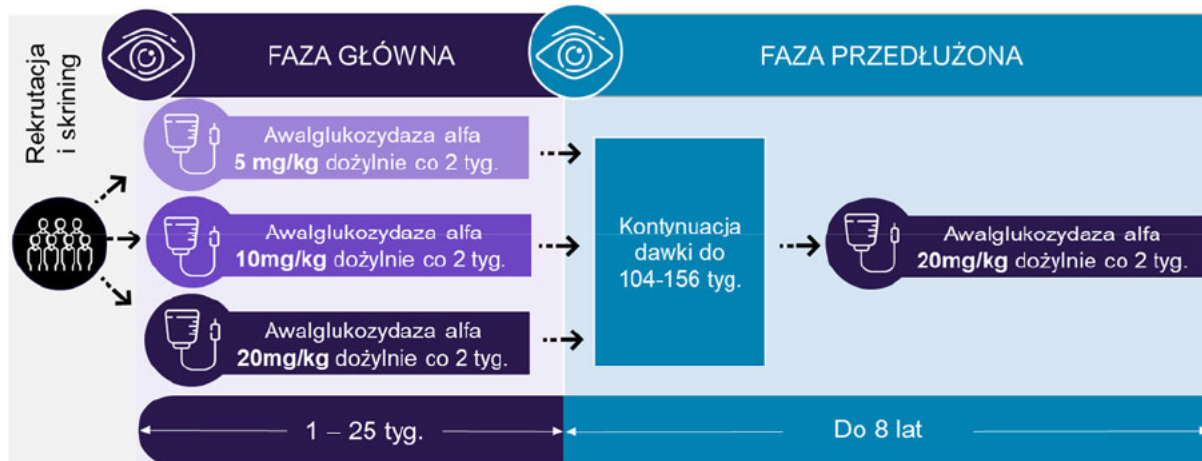 Rekrutacja
i skrining
FAZA GŁÓWNA
FAZA PRZEDŁUŻONA
Awalglukozydaza alfa
5 mg/kg dożylnie co 2 tyg.
Awalglukozydaza alfa
10mg/kg dożylnie co 2 tyg.
Awalglukozydaza alfa
20mg/kg dożylnie co 2 tyg.
Kontynuacja
dawki do
104-156 tyg.
Awalglukozydaza alfa
20mg/kg dożylnie co 2 tyg.
1 – 25 tyg.
Do 8 lat